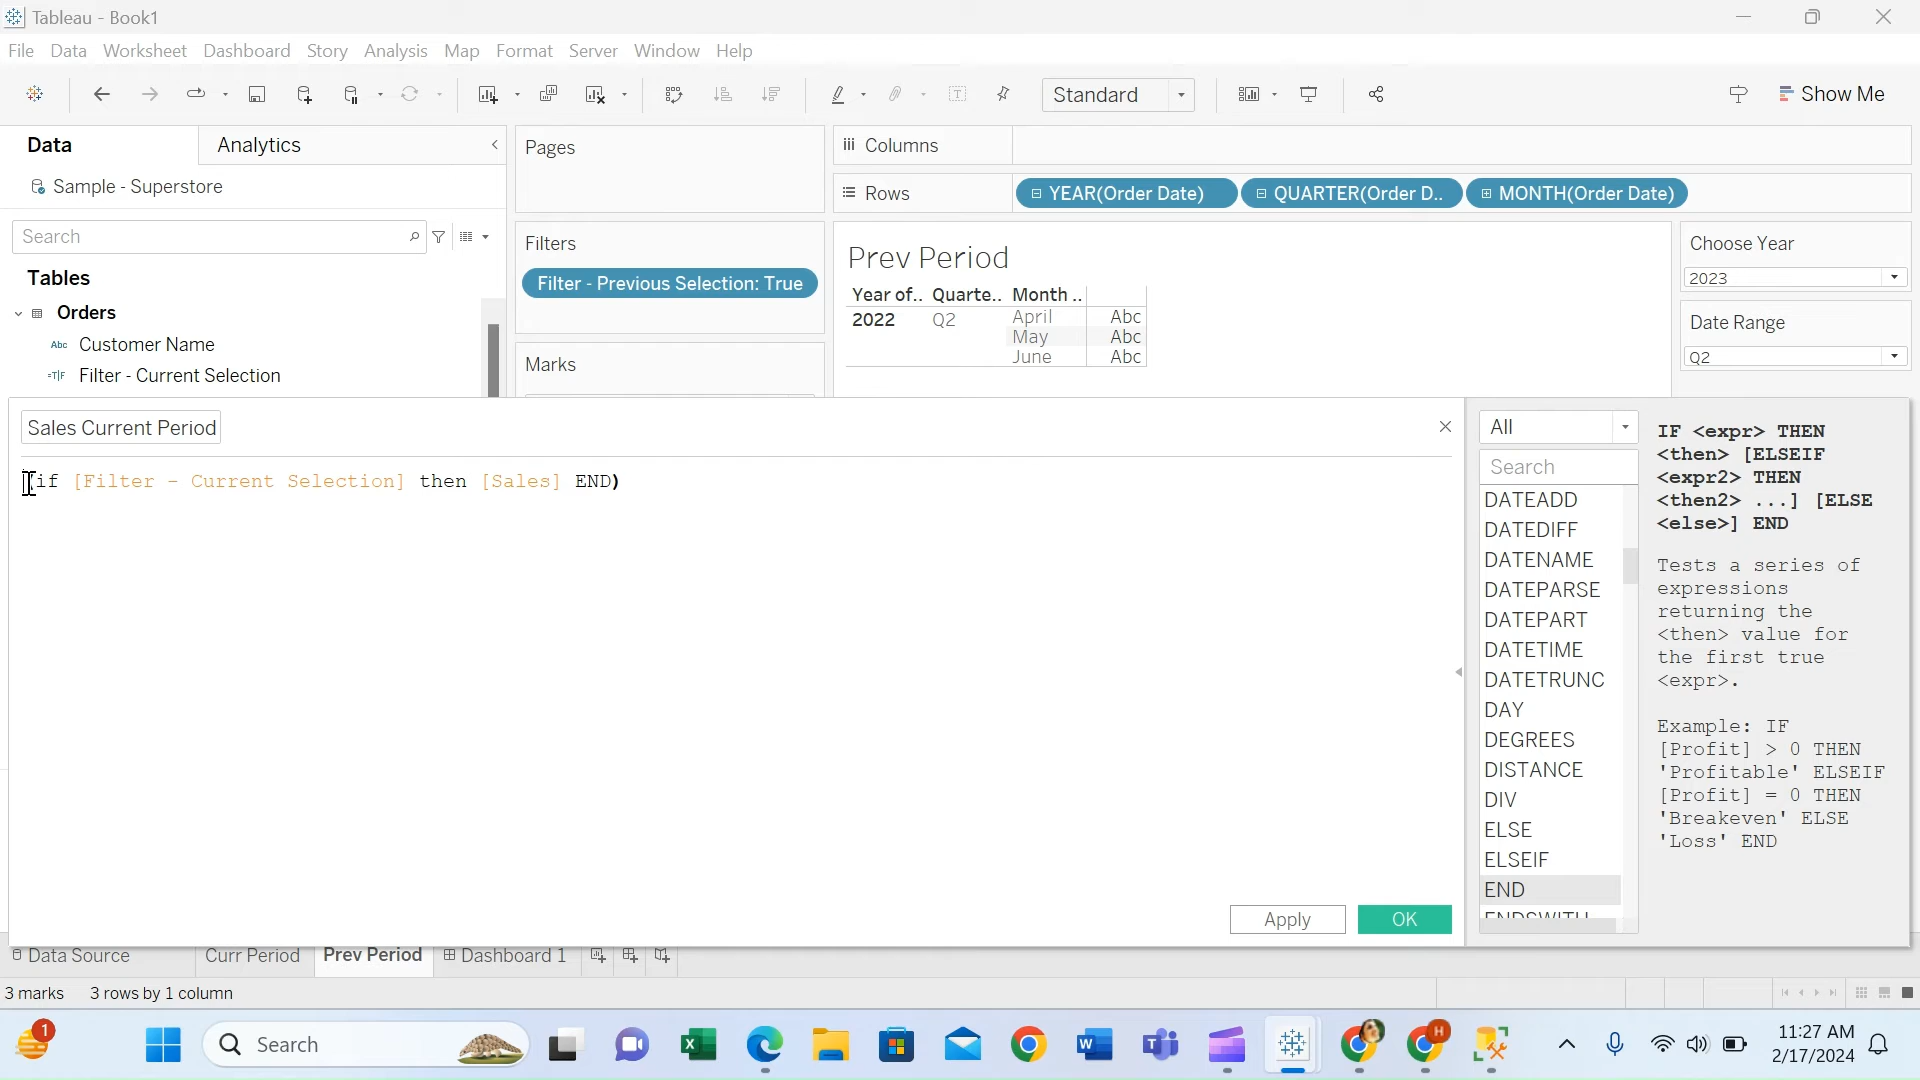 Tableau - Book1
File Data Worksheet Dashboard Story Analysis Map Format Server Window Help
Standard
Show Me
Data
Analytics
Pages
Columns
Sample - Superstore
Rows
YEAR(Order Date)
QUARTER(Order D..
MONTH(Order Date)
Search
Filters
Prev Period
Choose Year
2023
Tables
Filter - Previous Selection: True
Year of.. Quarte.. Month ..
Orders
2022 Q2 April Abc
May Abc
June Abc
Date Range
Q2
Abc Customer Name
Marks
=T|F Filter - Current Selection
Sales Current Period
(if [Filter - Current Selection] then [Sales] END)
All
Search
DATEADD
DATEDIFF
DATENAME
DATEPARSE
DATEPART
DATETIME
DATETRUNC
DAY
DEGREES
DISTANCE
DIV
ELSE
ELSEIF
END
ENDSWITH
IF <expr> THEN
<then> [ELSEIF
<expr2> THEN
<then2> ...] [ELSE
<else>] END
Tests a series of
expressions
returning the
<then> value for
the first true
<expr>.
Example: IF
[Profit] > 0 THEN
'Profitable' ELSEIF
[Profit] = 0 THEN
'Breakeven' ELSE
'Loss' END
Apply
OK
Data Source
Curr Period
Prev Period
Dashboard 1
3 marks 3 rows by 1 column
1
Search
11:27 AM
2/17/2024